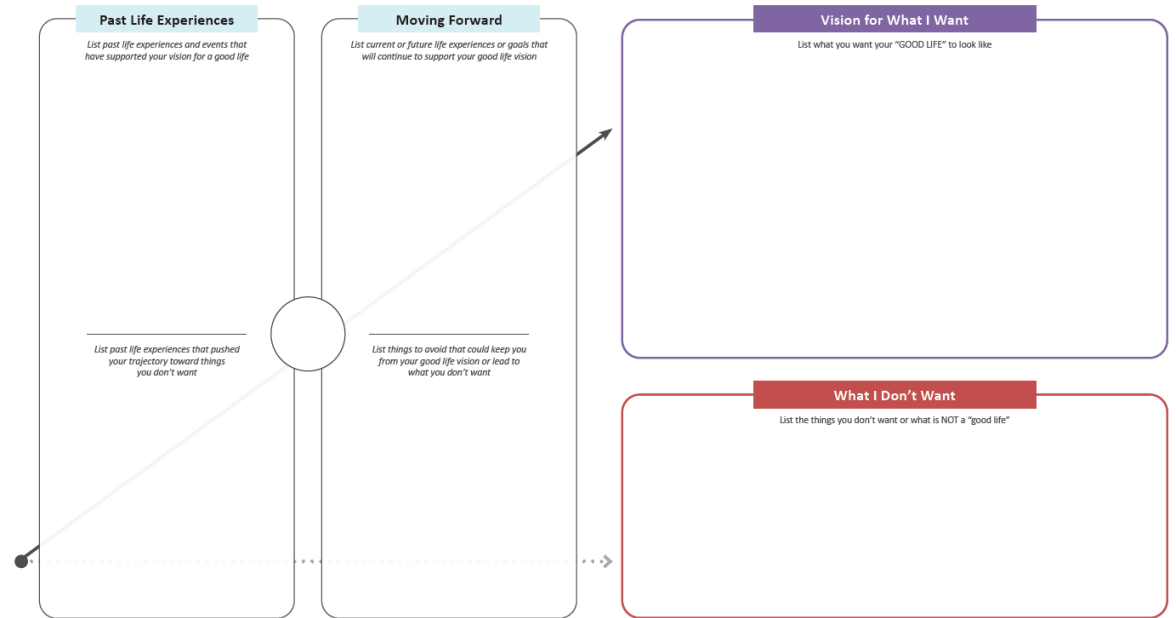 Past Life Experiences
List past life experiences and events that
have supported your vision for a good life
List past life experiences that pushed
your trajectory toward things
you don't want
Moving Forward
List current or future life experiences or goals that
will continue to support your good life vision
List things to avoid that could keep you
from your good life vision or lead to
what you don't want
Vision for What I Want
List what you want your “GOOD LIFE” to look like
What I Don’t Want
List the things you don't want or what is NOT a “good life”